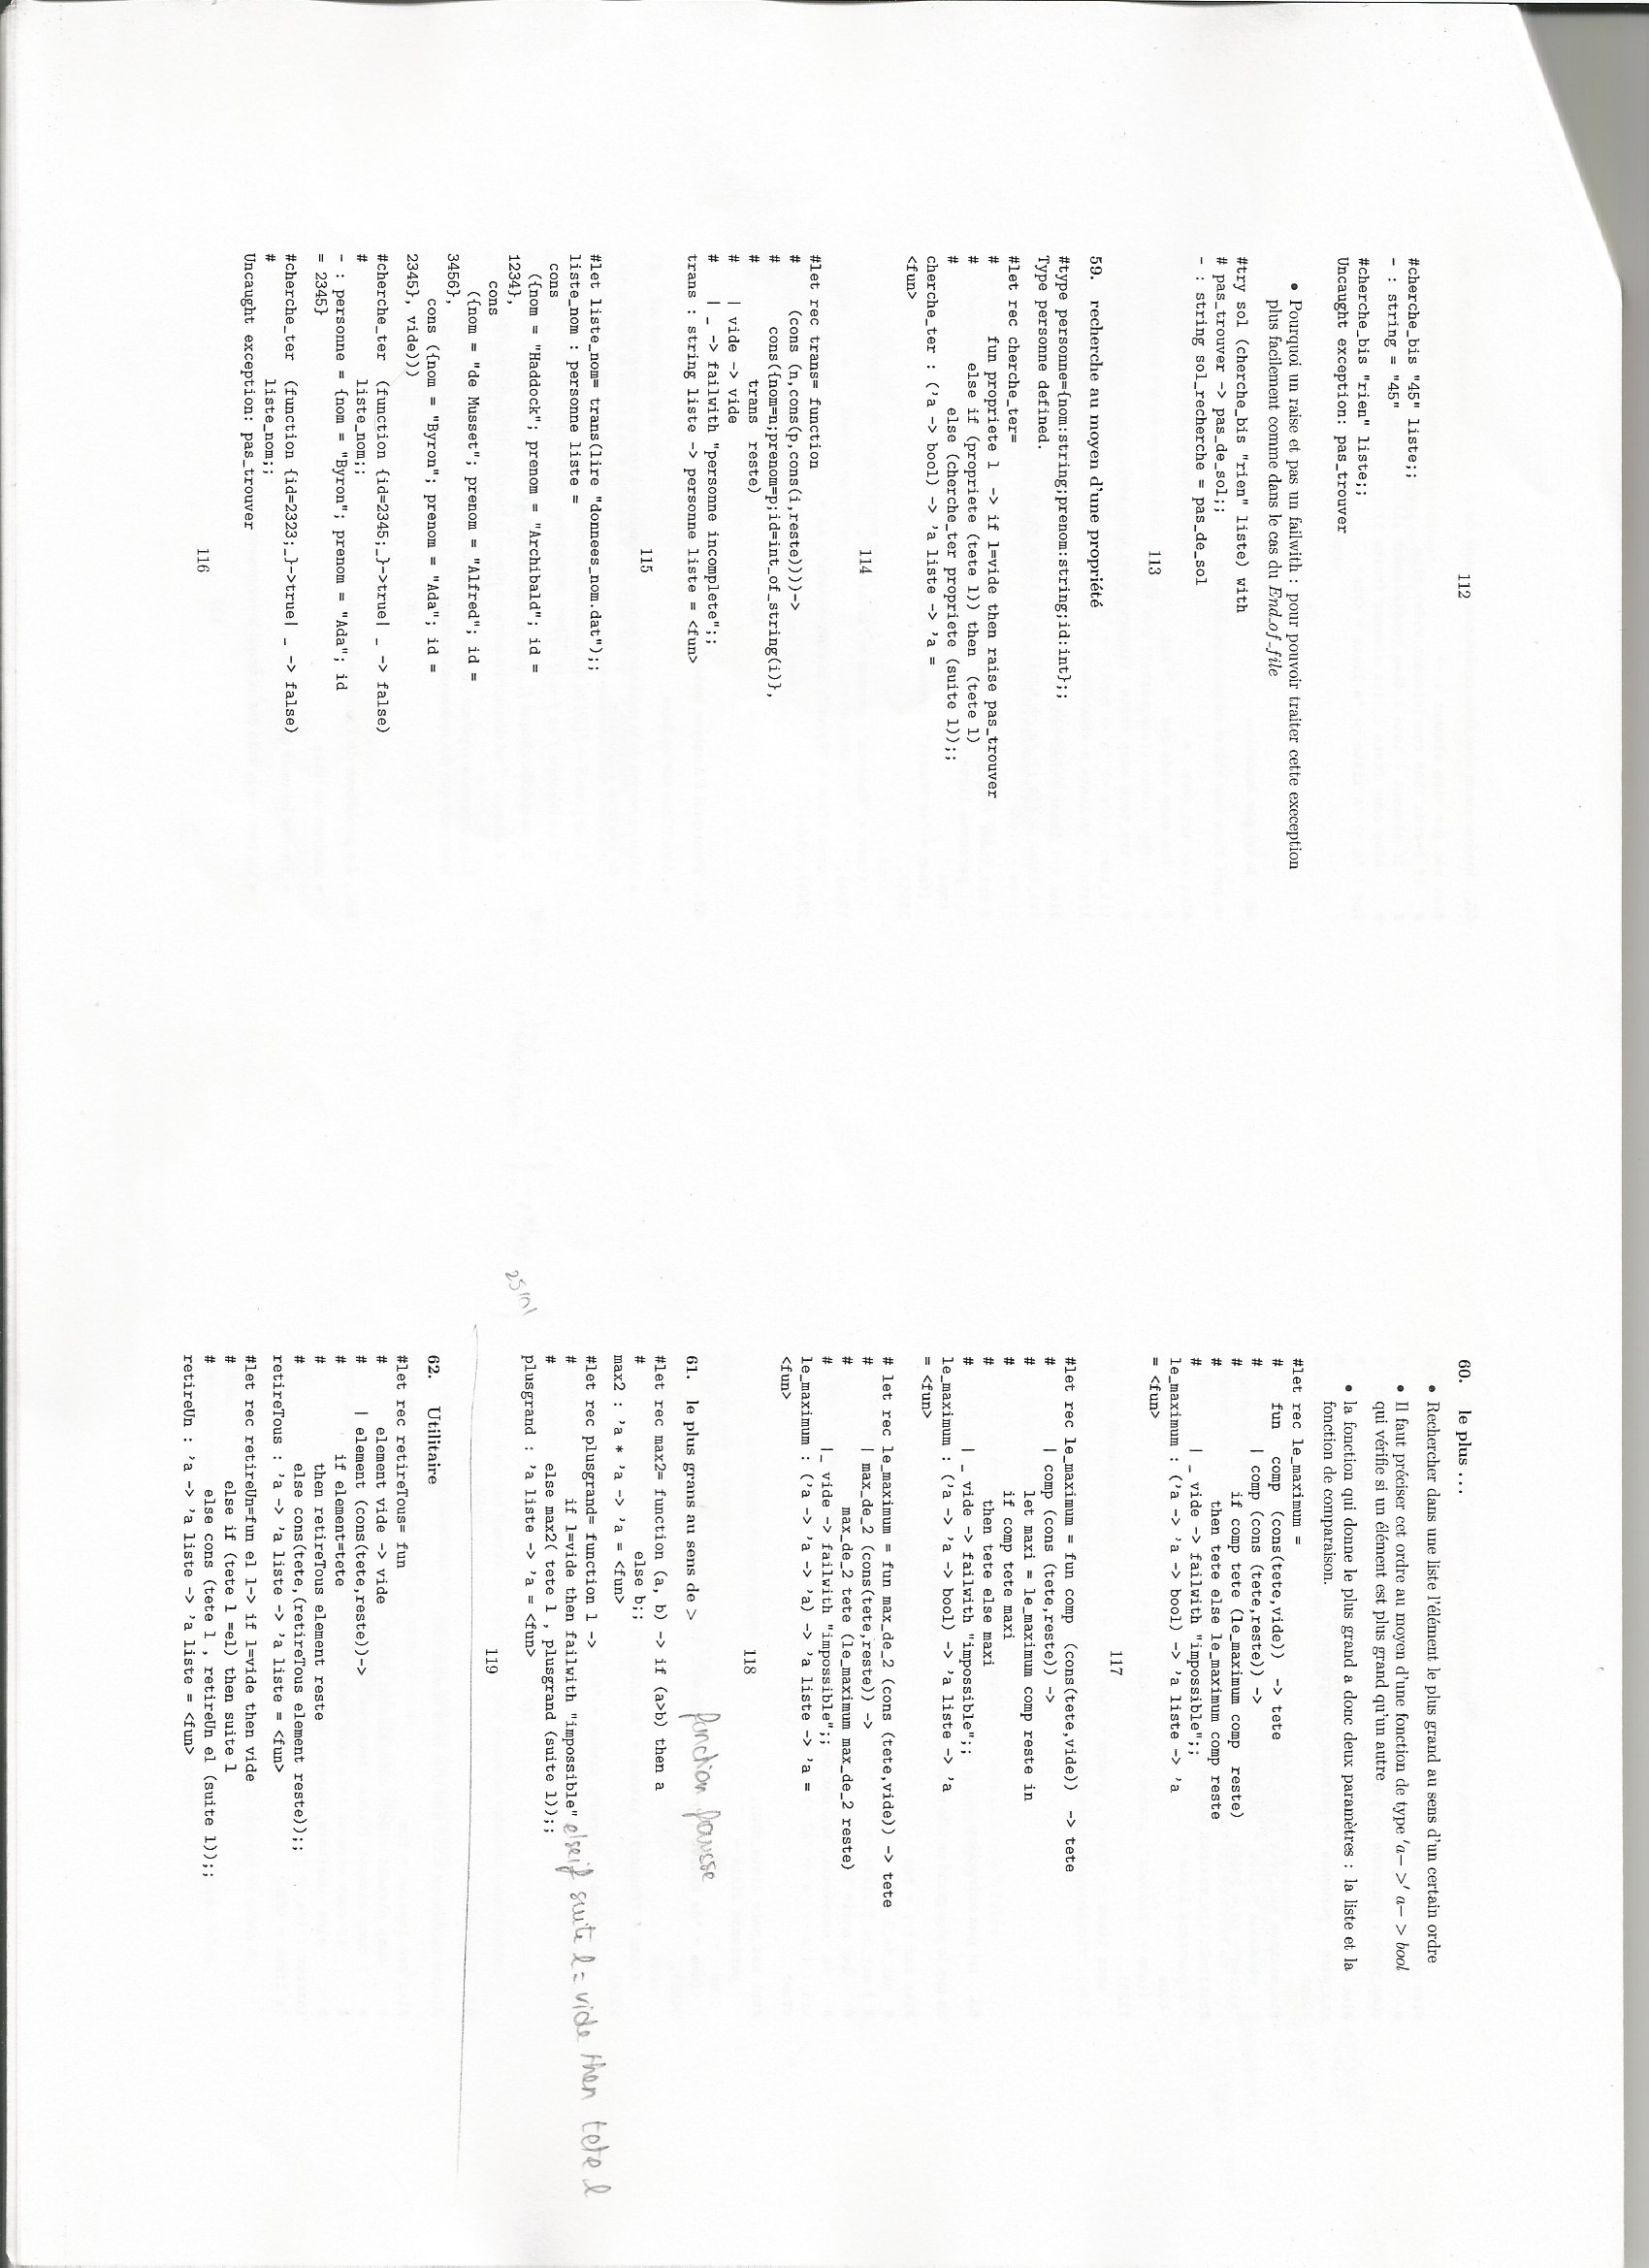 112
#cherche_bis "45" liste;;
- : string = "45"
#cherche_bis "rien" liste;;
Uncaught exception: pas_trouver
• Pourquoi un raise et pas un failwith : pour pouvoir traiter cette exeception
plus facilement comme dans le cas du End_of_file
#try sol (cherche_bis "rien" liste) with
# pas_trouver -> pas_de_sol;;
- : string sol_recherche = pas_de_sol
113
59. recherche au moyen d'une propriété
#type personne={nom:string;prenom:string;id:int};;
Type personne defined.
#let rec cherche_ter=
# fun propriete l -> if l=vide then raise pas_trouver
# else if (propriete (tete l)) then (tete l)
# else (cherche_ter propriete (suite l));;
cherche_ter : ('a -> bool) -> 'a liste -> 'a =
<fun>
114
#let rec trans= function
# (cons (n,cons(p,cons(i,reste))))->
# cons({nom=n;prenom=p;id=int_of_string(i)},
# trans reste)
# | vide -> vide
# | _ -> failwith "personne incomplete";;
trans : string liste -> personne liste = <fun>
115
#let liste_nom= trans(lire "donnees_nom.dat");;
liste_nom : personne liste =
cons
({nom = "Haddock"; prenom = "Archibald"; id =
1234},
cons
({nom = "de Musset"; prenom = "Alfred"; id =
3456},
cons ({nom = "Byron"; prenom = "Ada"; id =
2345}, vide)))
#cherche_ter (function {id=2345;_}->true| _ -> false)
# liste_nom;;
- : personne = {nom = "Byron"; prenom = "Ada"; id
= 2345}
#cherche_ter (function {id=2323;_}->true| _ -> false)
# liste_nom;;
Uncaught exception: pas_trouver
116
60. le plus ...
• Rechercher dans une liste l'élément le plus grand au sens d'un certain ordre
• Il faut préciser cet ordre au moyen d'une fonction de type 'a− >' a− > bool
qui vérifie si un élément est plus grand qu'un autre
• la fonction qui donne le plus grand a donc deux paramètres : la liste et la
fonction de comparaison.
#let rec le_maximum =
# fun comp (cons(tete,vide)) -> tete
# | comp (cons (tete,reste)) ->
# if comp tete (le_maximum comp reste)
# then tete else le_maximum comp reste
# | _ vide -> failwith "impossible";;
le_maximum : ('a -> 'a -> bool) -> 'a liste -> 'a
= <fun>
117
#let rec le_maximum = fun comp (cons(tete,vide)) -> tete
# | comp (cons (tete,reste)) ->
# let maxi = le_maximum comp reste in
# if comp tete maxi
# then tete else maxi
# | _ vide -> failwith "impossible";;
le_maximum : ('a -> 'a -> bool) -> 'a liste -> 'a
= <fun>
# let rec le_maximum = fun max_de_2 (cons (tete,vide)) -> tete
# | max_de_2 (cons(tete,reste)) ->
# max_de_2 tete (le_maximum max_de_2 reste)
# |_ vide -> failwith "impossible";;
le_maximum : ('a -> 'a -> 'a) -> 'a liste -> 'a =
<fun>
118
fonction fausse
61. le plus grans au sens de >
#let rec max2= function (a, b) -> if (a>b) then a
# else b;;
max2 : 'a * 'a -> 'a = <fun>
#let rec plusgrand= function l ->
# if l=vide then failwith "impossible" elseif suite l = vide then tete l
# else max2( tete l , plusgrand (suite l));;
plusgrand : 'a liste -> 'a = <fun>
119
62. Utilitaire
#let rec retireTous= fun
# element vide -> vide
# | element (cons(tete,reste))->
# if element=tete
# then retireTous element reste
# else cons(tete,(retireTous element reste));;
retireTous : 'a -> 'a liste -> 'a liste = <fun>
#let rec retireUn=fun el l-> if l=vide then vide
# else if (tete l =el) then suite l
# else cons (tete l , retireUn el (suite l));;
retireUn : 'a -> 'a liste -> 'a liste = <fun>